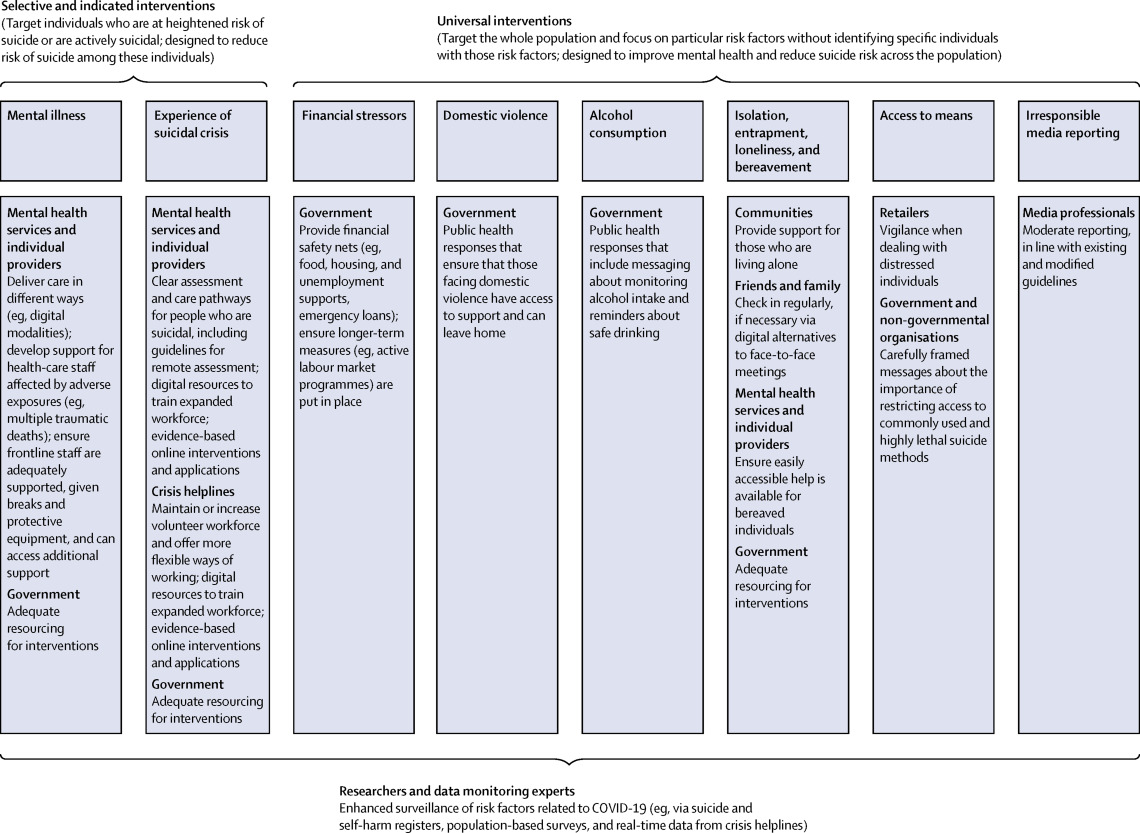 Selective and indicated interventions
(Target individuals who are at heightened risk of
suicide or are actively suicidal; designed to reduce
risk of suicide among these individuals)
Universal interventions
(Target the whole population and focus on particular risk factors without identifying specific individuals
with those risk factors; designed to improve mental health and reduce suicide risk across the population)
Mental illness
Experience of
suicidal crisis
Financial stressors
Domestic violence
Alcohol
consumption
Isolation,
entrapment,
loneliness, and
bereavement
Access to means
Irresponsible
media reporting
Mental health
services and
individual
providers
Deliver care in
different ways
(eg, digital
modalities);
develop support for
health-care staff
affected by adverse
exposures (eg,
multiple traumatic
deaths); ensure
frontline staff are
adequately
supported, given
breaks and
protective
equipment, and can
access additional
support
Government
Adequate
resourcing
for interventions
Mental health
services and
individual
providers
Clear assessment
and care pathways
for people who are
suicidal, including
guidelines for
remote assessment;
digital resources to
train expanded
workforce;
evidence-based
online interventions
and applications
Crisis helplines
Maintain or increase
volunteer workforce
and offer more
flexible ways of
working; digital
resources to train
expanded workforce;
evidence-based
online interventions
and applications
Government
Adequate resourcing
for interventions
Government
Provide financial
safety nets (eg,
food, housing, and
unemployment
supports,
emergency loans);
ensure longer-term
measures (eg, active
labour market
programmes) are
put in place
Government
Public health
responses that
ensure that those
facing domestic
violence have access
to support and can
leave home
Government
Public health
responses that
include messaging
about monitoring
alcohol intake and
reminders about
safe drinking
Communities
Provide support for
those who are
living alone
Friends and family
Check in regularly,
if necessary via
digital alternatives
to face-to-face
meetings
Mental health
services and
individual
providers
Ensure easily
accessible help is
available for
bereaved
individuals
Government
Adequate
resourcing for
interventions
Retailers
Vigilance when
dealing with
distressed
individuals
Government and
non-governmental
organisations
Carefully framed
messages about the
importance of
restricting access to
commonly used and
highly lethal suicide
methods
Media professionals
Moderate reporting,
in line with existing
and modified
guidelines
Researchers and data monitoring experts
Enhanced surveillance of risk factors related to COVID-19 (eg, via suicide and
self-harm registers, population-based surveys, and real-time data from crisis helplines)